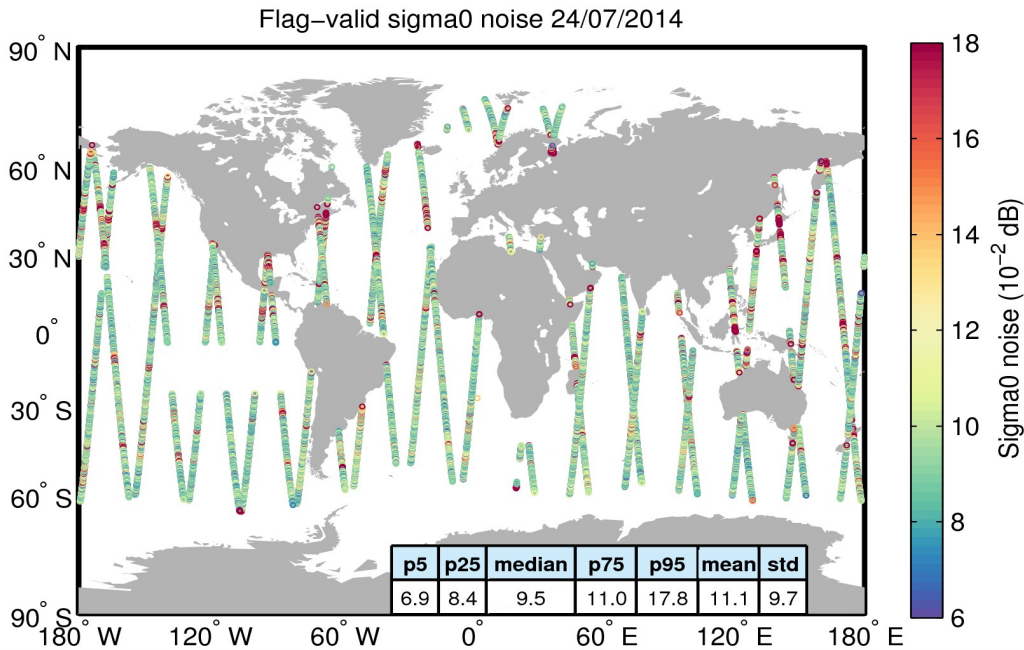 Flag−valid sigma0 noise 24/07/2014
90° N
60° N
30° N
0°
30° S
60° S
90° S
180° W 120° W 60° W 0° 60° E 120° E 180° E
p5 p25 median p75 p95 mean std
6.9 8.4 9.5 11.0 17.8 11.1 9.7
18
16
14
12
10
8
6
Sigma0 noise (10⁻² dB)